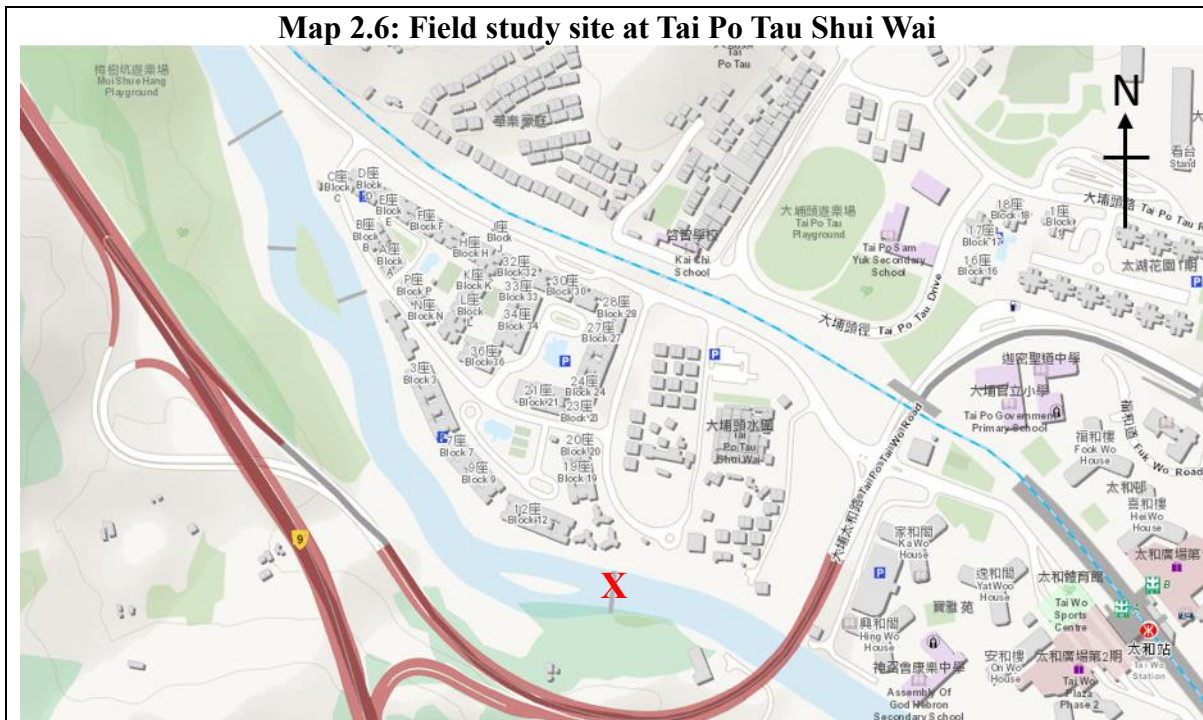 Map 2.6: Field study site at Tai Po Tau Shui Wai
梅樹坑遊樂場
Mui Shue Hang
Playground
Tai
Po Tau
N
看台
Stand
華樂豪庭
C座
Block
C
D座
Block
D
E座
Block
E
F座
Block F
B座
Block
B
A座
Block
A
H座
Block H
J座
Block
J
P座
Block P
N座
Block N
K座
Block K
L座
Block
L
32座
Block 32
33座
Block 33
34座
Block 34
30座
Block 30
28座
Block 28
27座
Block 27
36座
Block 36
3座
Block 3
21座
Block 21
24座
Block 24
23座
Block 23
7座
Block 7
9座
Block 9
20座
Block 20
19座
Block 19
12座
Block 12
P
啓智學校
Kai Chi
School
大埔頭遊樂場
Tai Po Tau
Playground
Tai Po Sam
Yuk Secondary
School
大埔頭徑 Tai Po Tau Drive
18座
Block 18
17座
Block 17
16座
Block 16
1座
Block
大埔頭路 Tai Po Tau R
太湖花園1期
P
P
大埔頭水圍
Tai
Po Tau
Shui Wai
大埔太和路 Tai Po Tai Wo Road
迦密聖道中學
大埔官立小學
Tai Po Government
Primary School
福和樓
Fook Wo
House
福和道 Fuk Wo Road
太和邨
喜和樓
Hei Wo
House
太和廣場第
9
X
家和閣
Ka Wo
House
P
逸和閣
Yat Woo
House
寶雅苑
興和閣
Hing Wo
House
太和體育館
Tai Wo
Sports
Centre
B
A
太和站
Tai Wo
Station
神召會康樂中學
Assembly Of
God Hebron
Secondary School
安和樓
On Wo
House
太和廣場第2期
Tai Wo
Plaza
Phase 2